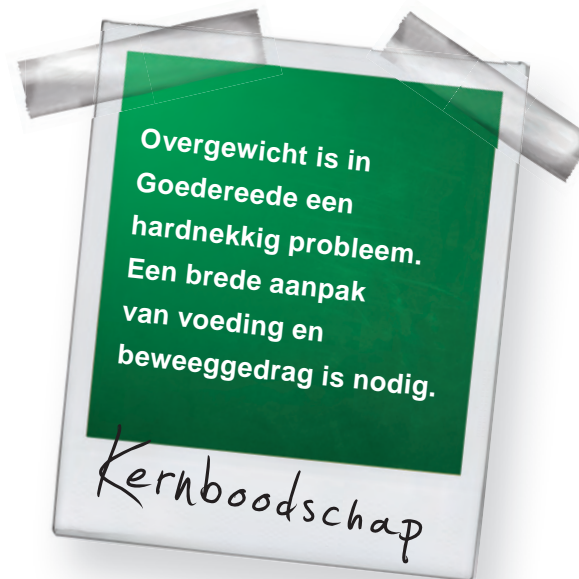 Overgewicht is in
Goedereede een
hardnekkig probleem.
Een brede aanpak
van voeding en
beweeggedrag is nodig.
Kernboodschap